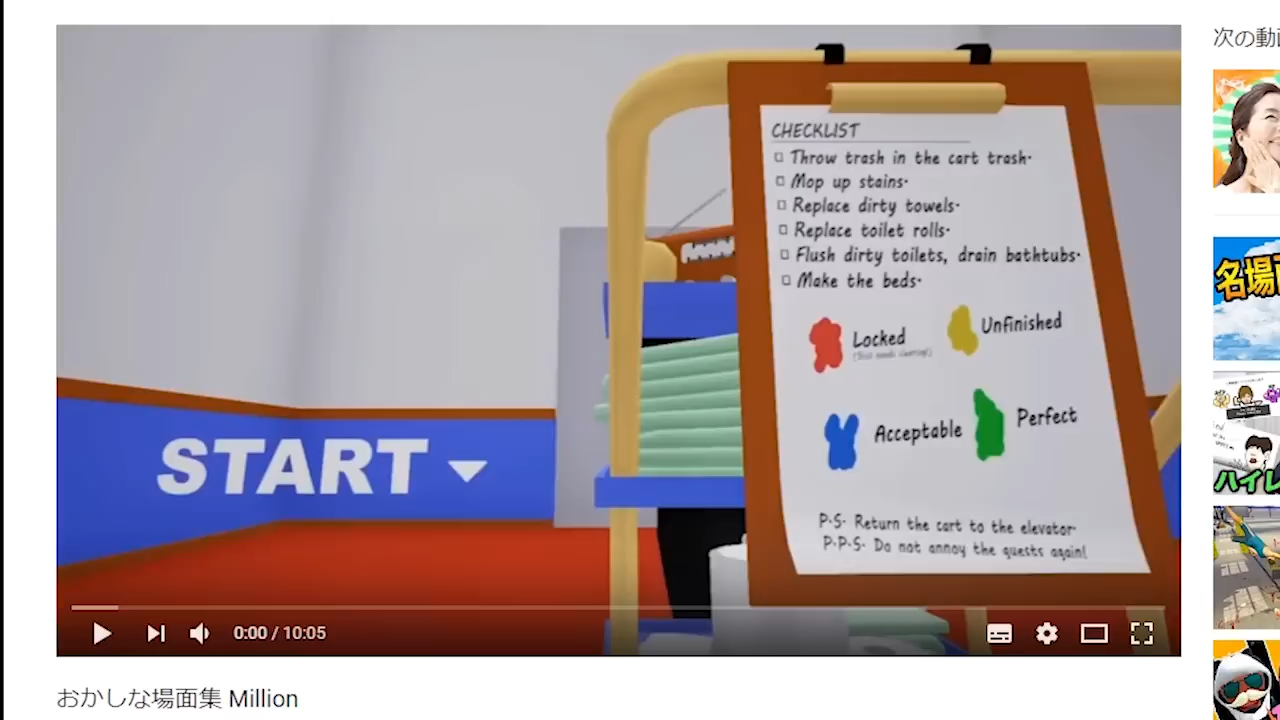 次の動
CHECKLIST
Throw trash in the cart trash.
Mop up stains.
Replace dirty towels.
Replace toilet rolls.
Flush dirty toilets, drain bathtubs.
Make the beds.
Locked
Unfinished
Acceptable
Perfect
P.S. Return the cart to the elevator.
P.P.S. Do not annoy the guests again!
START
名場
ハイレ
0:00 / 10:05
おかしな場面集 Million